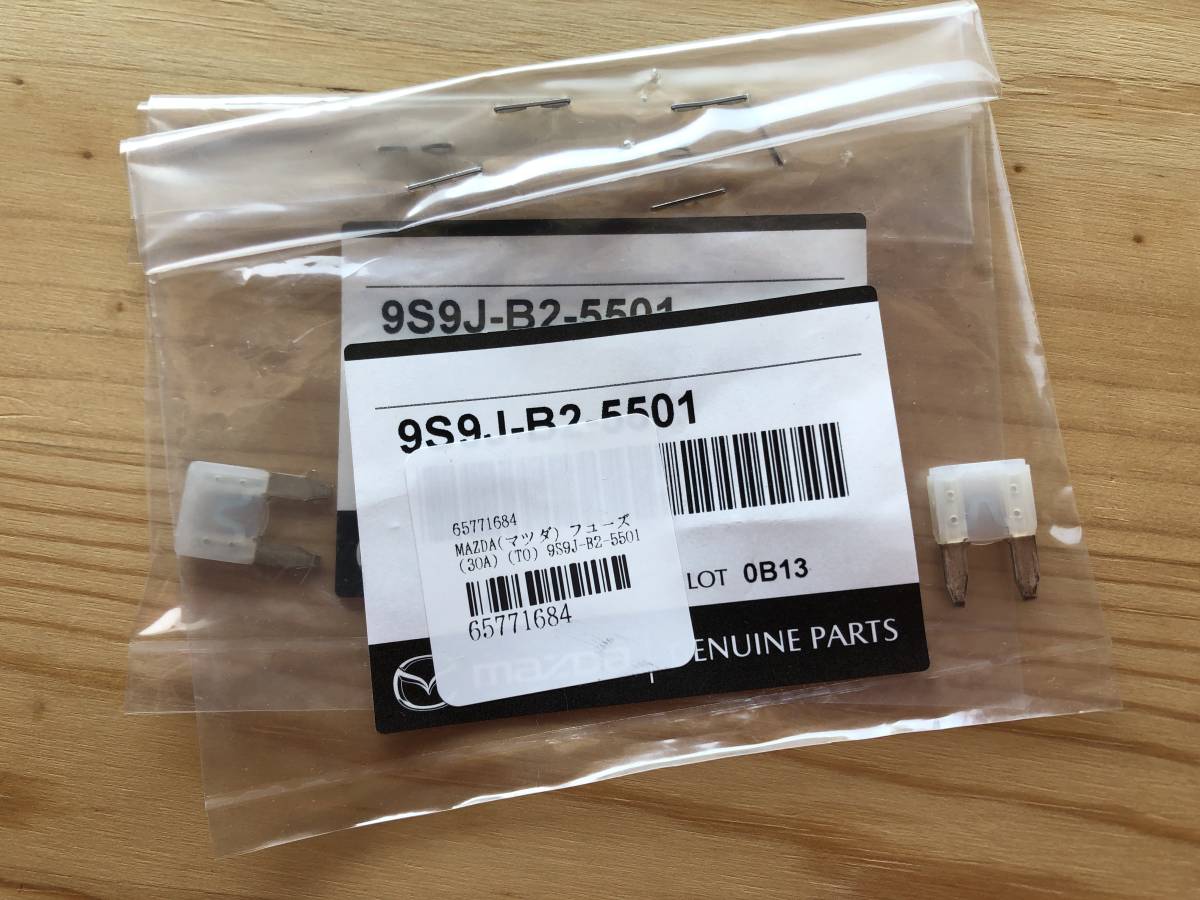 9S9J-B2-5501
9S9J-B2-5501
65771684
MAZDA(マツダ) フューズ
(30A) (TO) 9S9J-B2-5501
65771684
LOT 0B13
mazda GENUINE PARTS